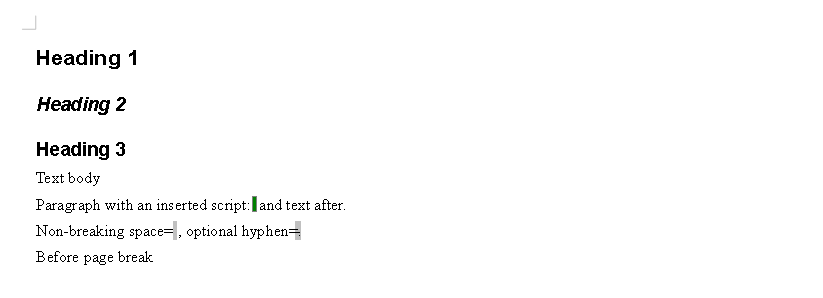 Heading 1
Heading 2
Heading 3
Text body
Paragraph with an inserted script: and text after.
Non-breaking space= , optional hyphen=.
Before page break